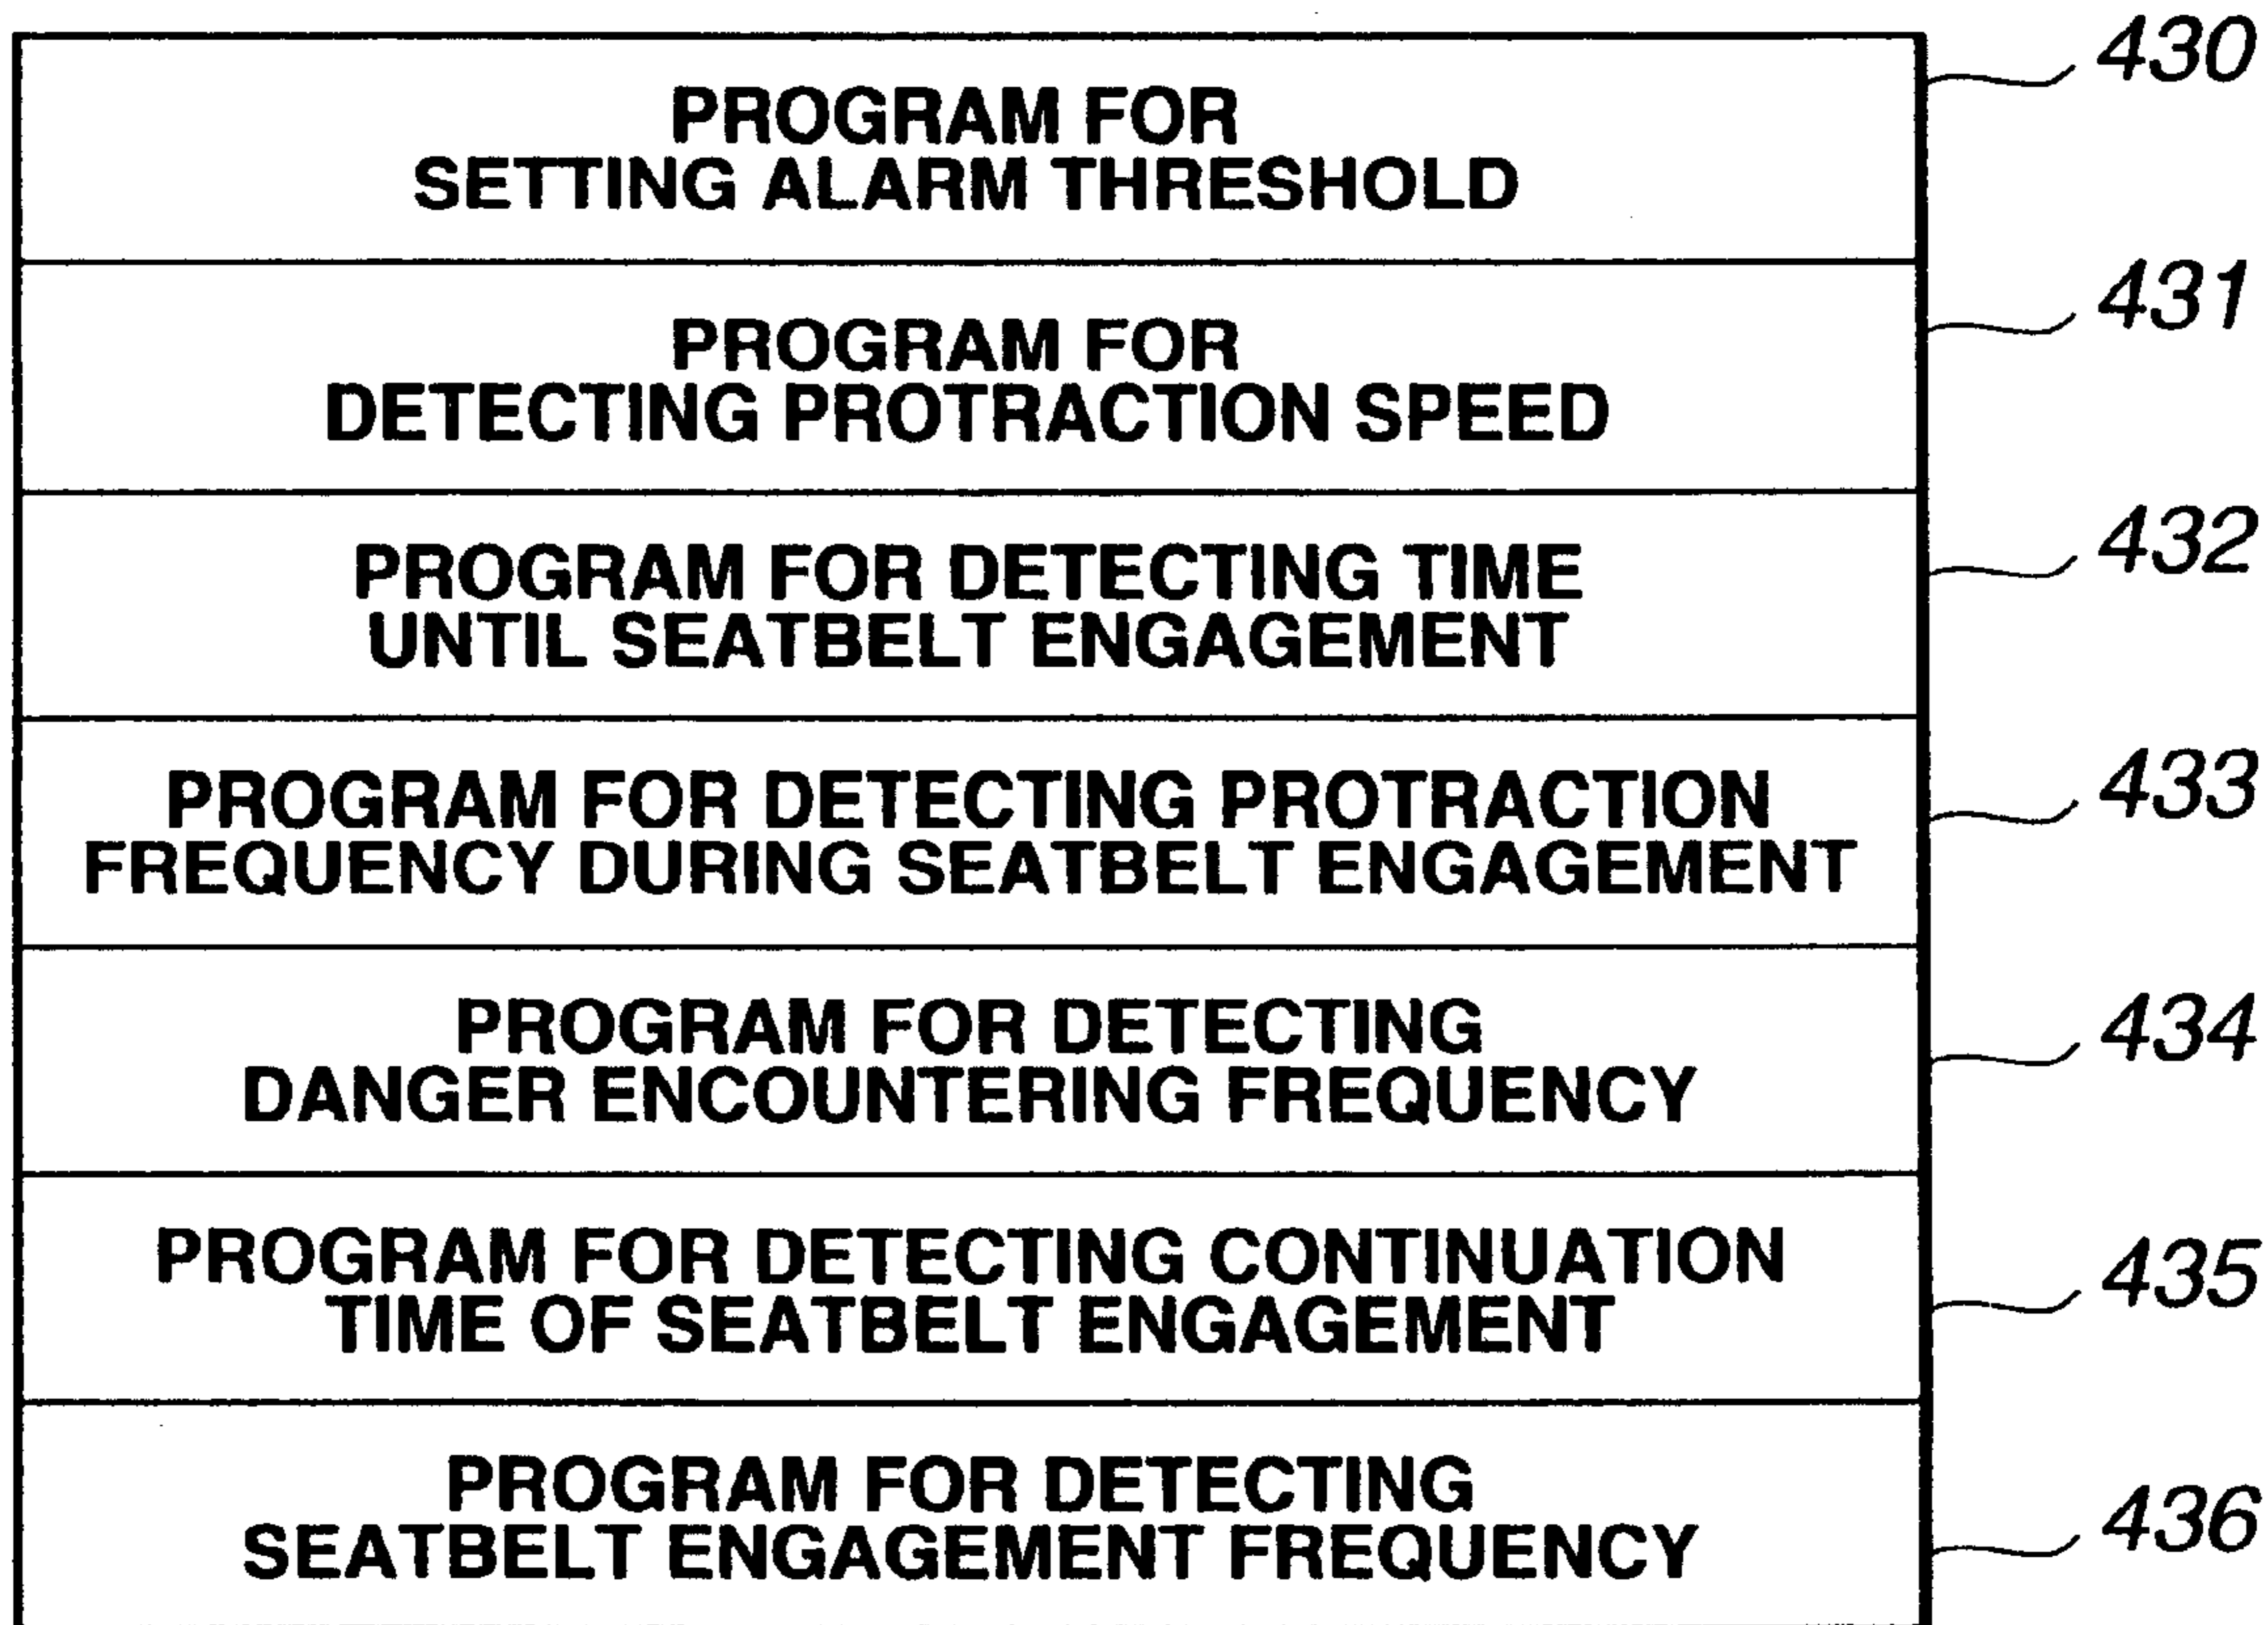 PROGRAM FOR
SETTING ALARM THRESHOLD
430
PROGRAM FOR
DETECTING PROTRACTION SPEED
431
PROGRAM FOR DETECTING TIME
UNTIL SEATBELT ENGAGEMENT
432
PROGRAM FOR DETECTING PROTRACTION
FREQUENCY DURING SEATBELT ENGAGEMENT
433
PROGRAM FOR DETECTING
DANGER ENCOUNTERING FREQUENCY
434
PROGRAM FOR DETECTING CONTINUATION
TIME OF SEATBELT ENGAGEMENT
435
PROGRAM FOR DETECTING
SEATBELT ENGAGEMENT FREQUENCY
436